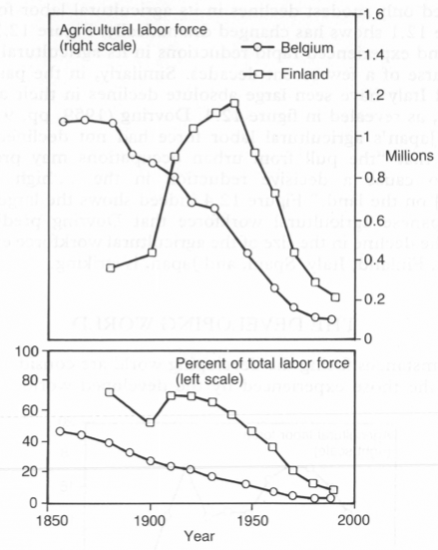 Agricultural labor force
(right scale)
Belgium
Finland
1.6
1.4
1.2
1
0.8
0.6
0.4
0.2
0
Millions
Percent of total labor force
(left scale)
100
80
60
40
20
0
1850
1900
1950
2000
Year